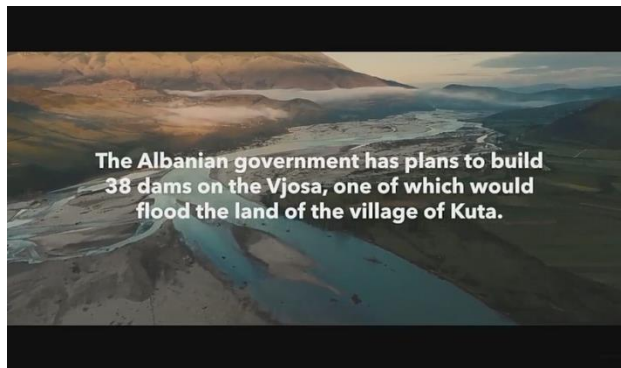 The Albanian government has plans to build
38 dams on the Vjosa, one of which would
flood the land of the village of Kuta.